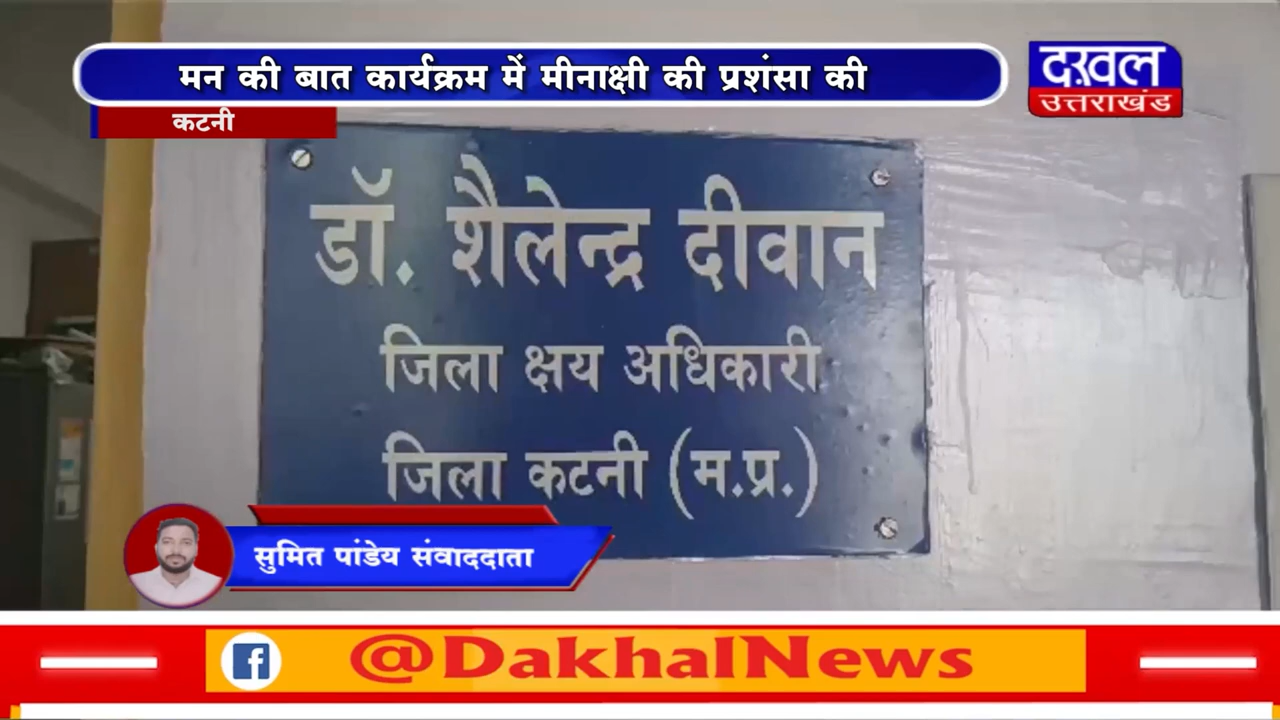 मन की बात कार्यक्रम में मीनाक्षी की प्रशंसा की
कटनी
दख़ल
उत्तराखंड
डॉ. शैलेन्द्र दीवान
जिला क्षय अधिकारी
जिला कटनी (म.प्र.)
सुमित पांडेय संवाददाता
@DakhalNews